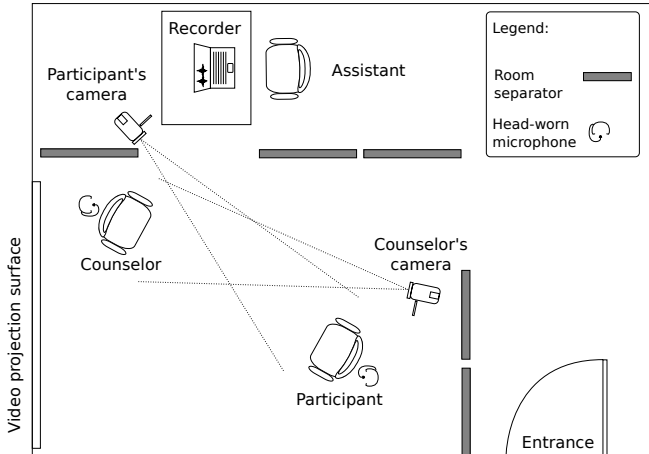 Recorder
Legend:
Participant's
camera
Assistant
Room
separator
Head-worn
microphone
Video projection surface
Counselor
Counselor's
camera
Participant
Entrance